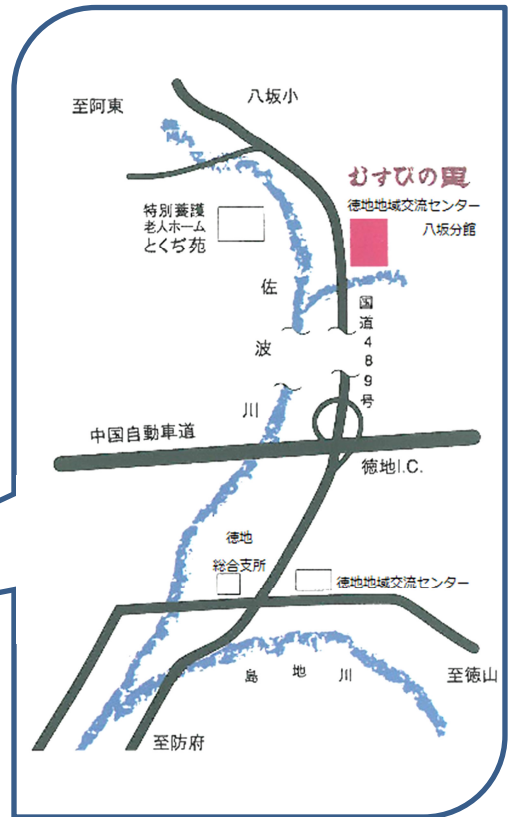 八坂小
至阿東
むすびの里
徳地地域交流センター
八坂分館
特別養護
老人ホーム
とくぢ苑
佐波川
国道489号
中国自動車道
徳地I.C.
徳地
総合支所
徳地地域交流センター
島地川
至徳山
至防府